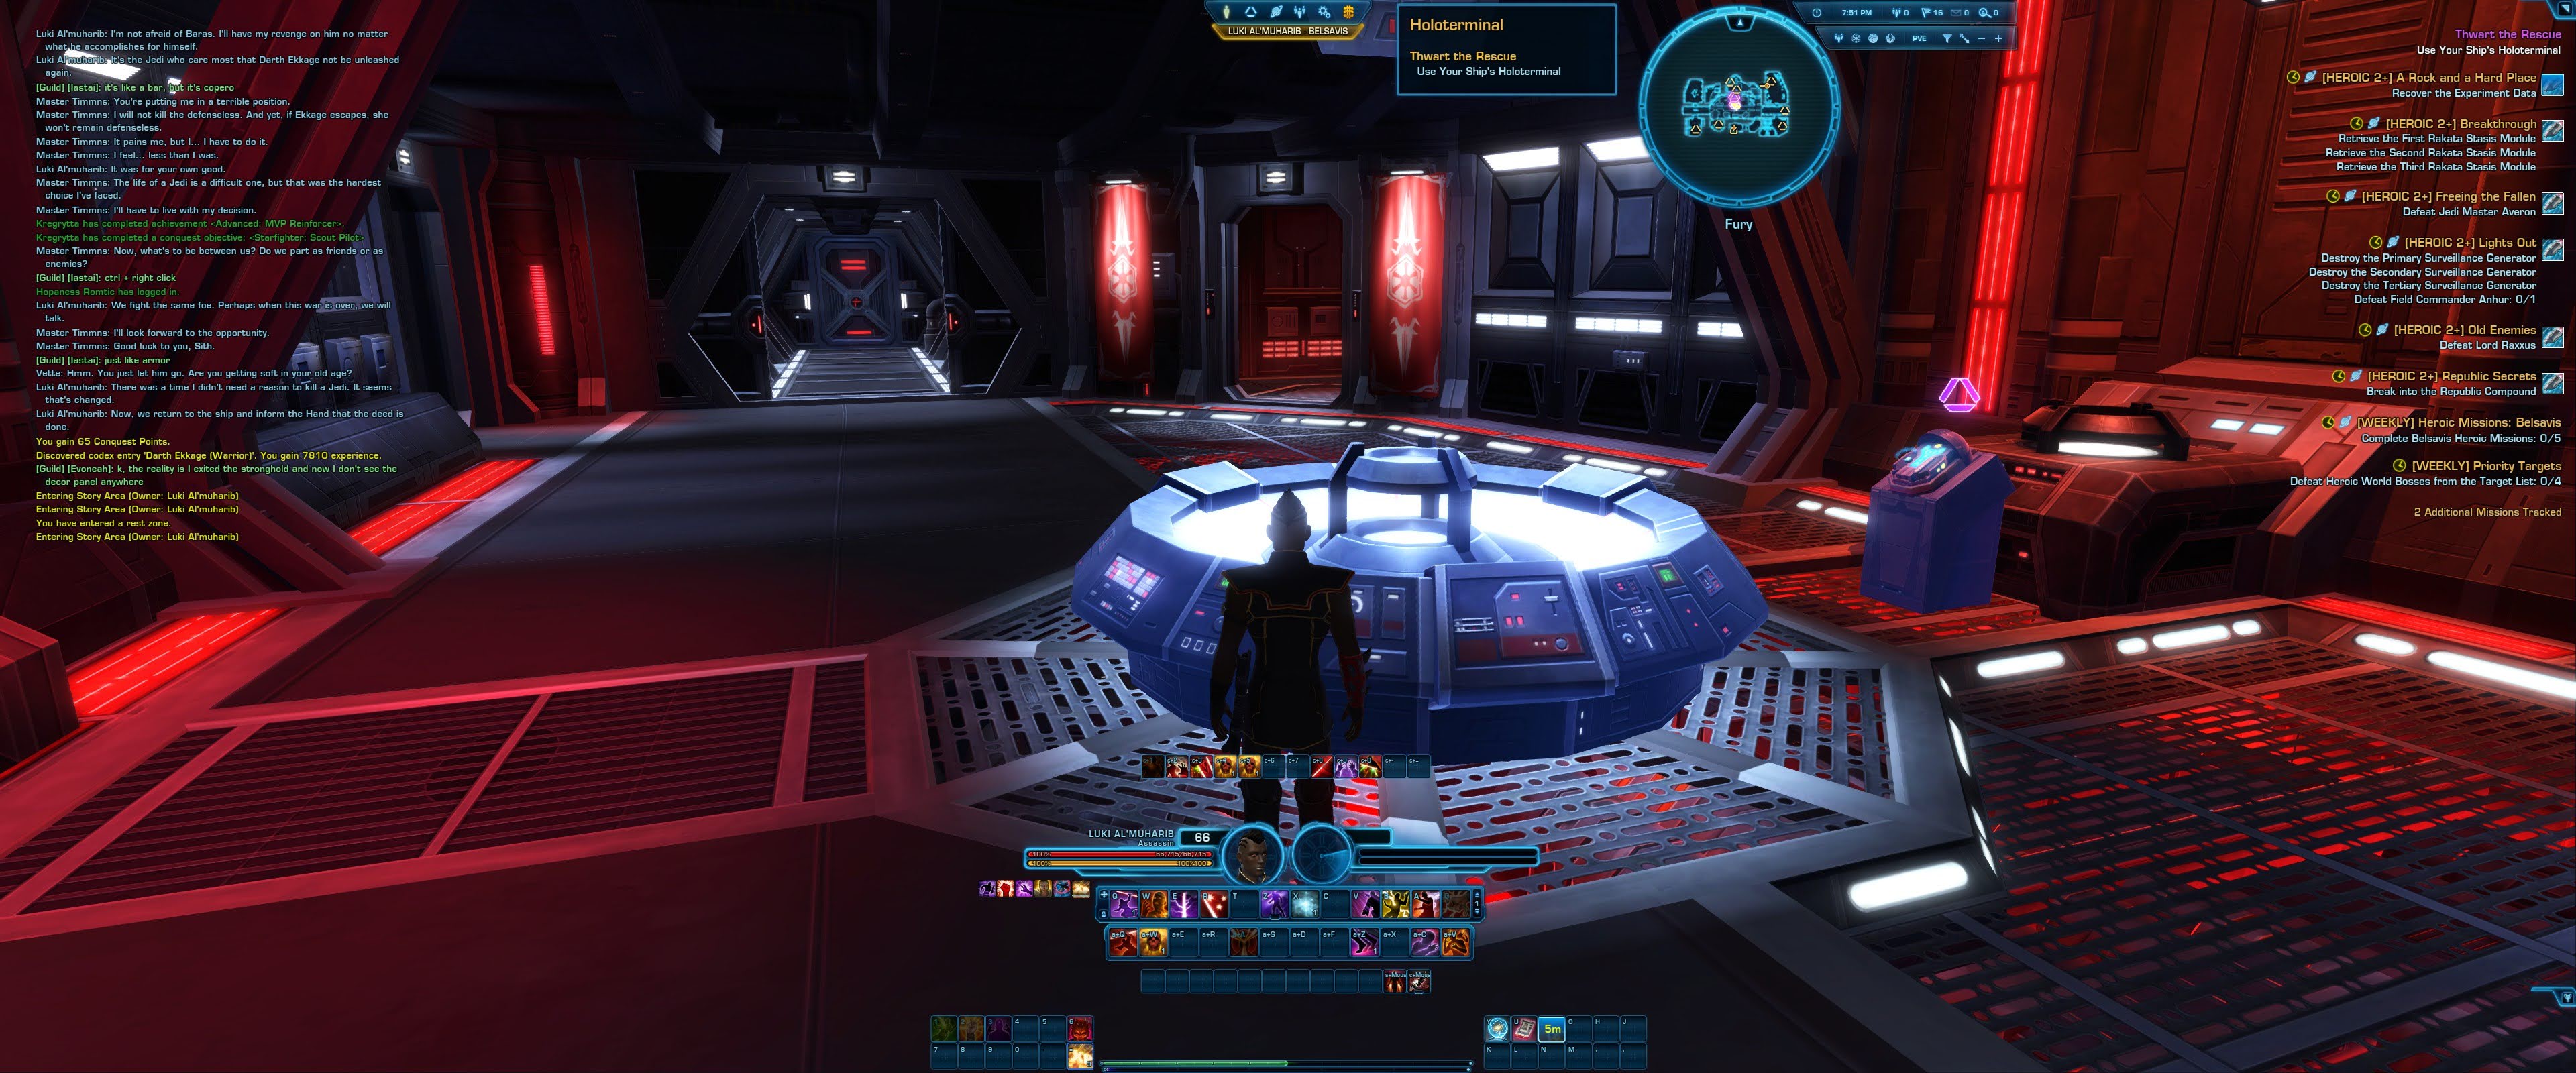 Luki Al'muharib: I'm not afraid of Baras. I'll have my revenge on him no matter
what he accomplishes for himself.
Luki Al'muharib: It's the Jedi who care most that Darth Ekkage not be unleashed
again.
[Guild] [Iastai]: it's like a bar, but it's copero
Master Timmns: You're putting me in a terrible position.
Master Timmns: I will not kill the defenseless. And yet, if Ekkage escapes, she
won't remain defenseless.
Master Timmns: It pains me, but I... I have to do it.
Master Timmns: I feel... less than I was.
Luki Al'muharib: It was for your own good.
Master Timmns: The life of a Jedi is a difficult one, but that was the hardest
choice I've faced.
Master Timmns: I'll have to live with my decision.
Kregrytta has completed achievement <Advanced: MVP Reinforcer>.
Kregrytta has completed a conquest objective: <Starfighter: Scout Pilot>
Master Timmns: Now, what's to be between us? Do we part as friends or as
enemies?
[Guild] [Iastai]: ctrl + right click
Hopaness Romtic has logged in.
Luki Al'muharib: We fight the same foe. Perhaps when this war is over, we will
talk.
Master Timmns: I'll look forward to the opportunity.
Master Timmns: Good luck to you, Sith.
[Guild] [Iastai]: just like armor
Vette: Hmm. You just let him go. Are you getting soft in your old age?
Luki Al'muharib: There was a time I didn't need a reason to kill a Jedi. It seems
that's changed.
Luki Al'muharib: Now, we return to the ship and inform the Hand that the deed is
done.
You gain 65 Conquest Points.
Discovered codex entry 'Darth Ekkage (Warrior)'. You gain 7810 experience.
[Guild] [Evoneah]: k, the reality is I exited the stronghold and now I don't see the
decor panel anywhere
Entering Story Area (Owner: Luki Al'muharib)
Entering Story Area (Owner: Luki Al'muharib)
You have entered a rest zone.
Entering Story Area (Owner: Luki Al'muharib)
LUKI AL'MUHARIB - BELSAVIS
Holoterminal
Thwart the Rescue
Use Your Ship's Holoterminal
7:51 PM 0 16 0 0
PVE
Fury
Thwart the Rescue
Use Your Ship's Holoterminal
[HEROIC 2+] A Rock and a Hard Place
Recover the Experiment Data
[HEROIC 2+] Breakthrough
Retrieve the First Rakata Stasis Module
Retrieve the Second Rakata Stasis Module
Retrieve the Third Rakata Stasis Module
[HEROIC 2+] Freeing the Fallen
Defeat Jedi Master Averon
[HEROIC 2+] Lights Out
Destroy the Primary Surveillance Generator
Destroy the Secondary Surveillance Generator
Destroy the Tertiary Surveillance Generator
Defeat Field Commander Anhur: 0/1
[HEROIC 2+] Old Enemies
Defeat Lord Raxxus
[HEROIC 2+] Republic Secrets
Break into the Republic Compound
[WEEKLY] Heroic Missions: Belsavis
Complete Belsavis Heroic Missions: 0/5
[WEEKLY] Priority Targets
Defeat Heroic World Bosses from the Target List: 0/4
2 Additional Missions Tracked
LUKI AL'MUHARIB 66
Assassin
100% 66,715/66,715
100% 100/100
Q W E R T Z X C V A
a+Q a+W a+E a+R a+S a+D a+F a+Z a+X a+C a+V
4 5
7 8 9 0
U 5m O H J
K L N M